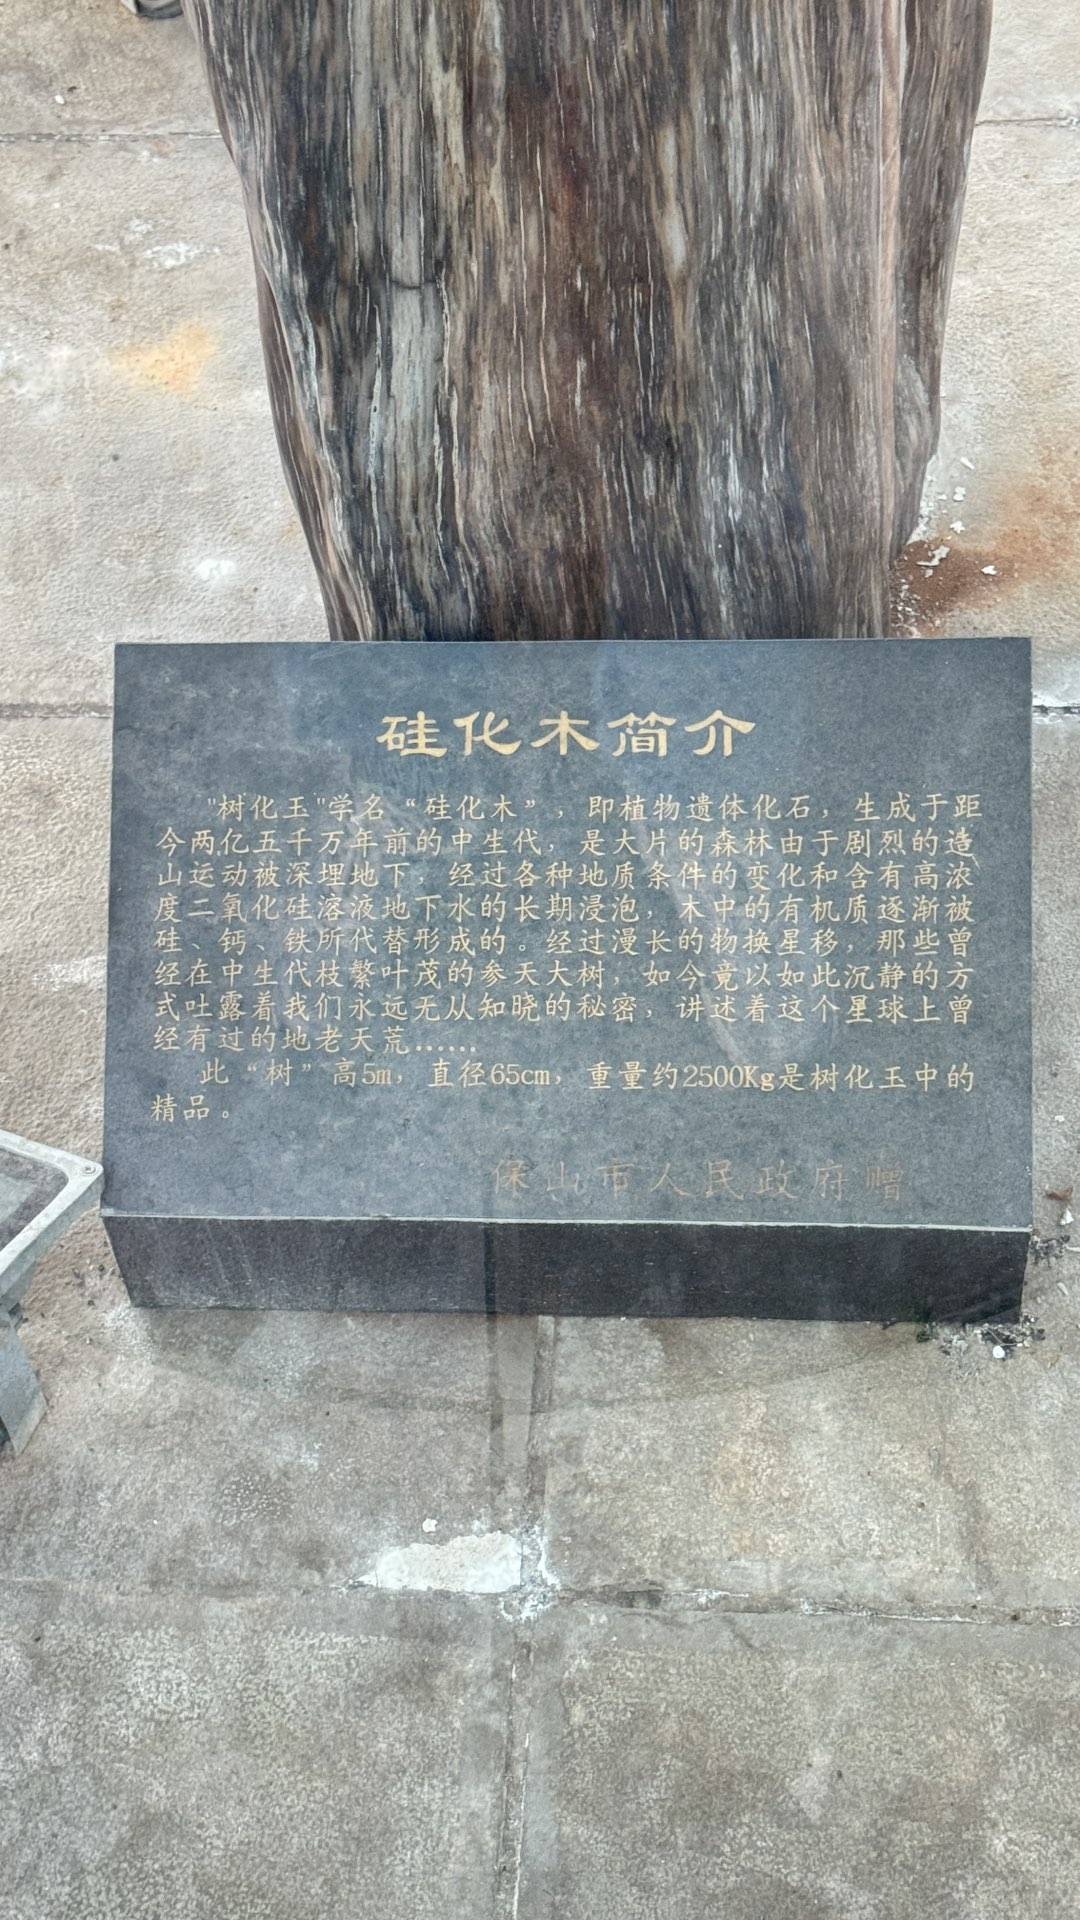 硅化木简介
"树化玉"学名“硅化木”，即植物遗体化石，生成于距
今两亿五千万年前的中生代，是大片的森林由于剧烈的造
山运动被深埋地下，经过各种地质条件的变化和含有高浓
度二氧化硅溶液地下水的长期浸泡，木中的有机质逐渐被
硅、钙、铁所代替形成的。经过漫长的物换星移，那些曾
经在中生代枝繁叶茂的参天大树，如今竟以如此沉静的方
式吐露着我们永远无从知晓的秘密，讲述着这个星球上曾
经有过的地老天荒……
此“树”高5m，直径65cm，重量约2500Kg是树化玉中的
精品。
保山市人民政府赠